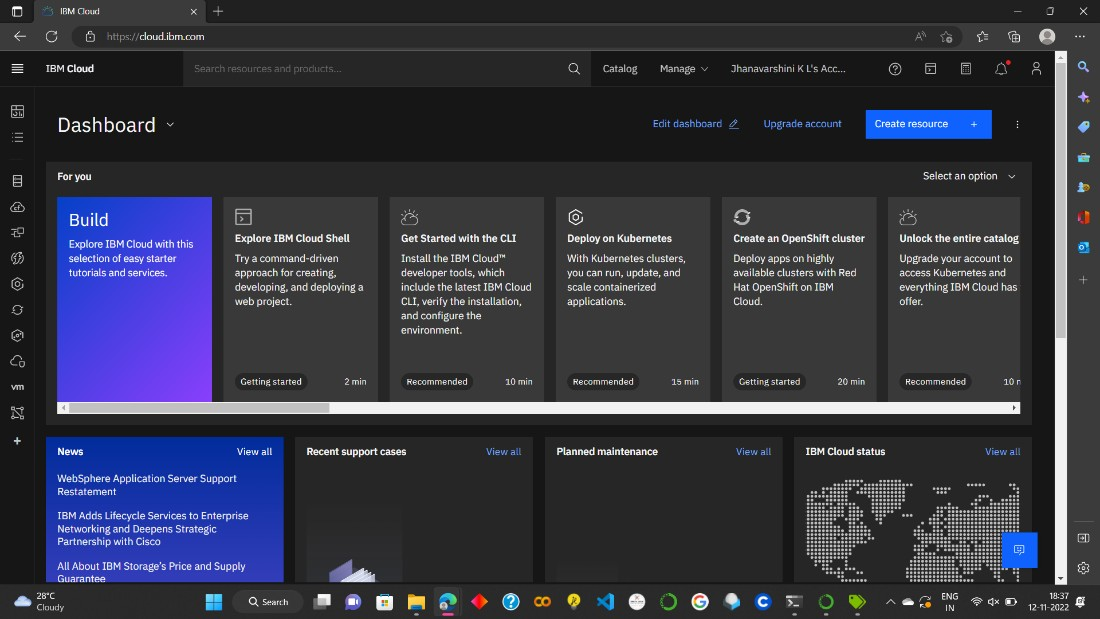 IBM Cloud
https://cloud.ibm.com
IBM Cloud
Search resources and products...
Catalog
Manage
Jhanavarshini K L's Acc...
Dashboard
Edit dashboard
Upgrade account
Create resource +
For you
Select an option
Build
Explore IBM Cloud with this
selection of easy starter
tutorials and services.
Explore IBM Cloud Shell
Try a command-driven
approach for creating,
developing, and deploying a
web project.
Getting started
2 min
Get Started with the CLI
Install the IBM Cloud™
developer tools, which
include the latest IBM Cloud
CLI, verify the installation,
and configure the
environment.
Recommended
10 min
Deploy on Kubernetes
With Kubernetes clusters,
you can run, update, and
scale containerized
applications.
Recommended
15 min
Create an OpenShift cluster
Deploy apps on highly
available clusters with Red
Hat OpenShift on IBM
Cloud.
Getting started
20 min
Unlock the entire catalog
Upgrade your account to
access Kubernetes and
everything IBM Cloud has
offer.
Recommended
10 n
vm
News
View all
WebSphere Application Server Support
Restatement
IBM Adds Lifecycle Services to Enterprise
Networking and Deepens Strategic
Partnership with Cisco
All About IBM Storage's Price and Supply
Guarantee
Recent support cases
View all
Planned maintenance
View all
IBM Cloud status
View all
28°C
Cloudy
Search
ENG
IN
18:37
12-11-2022